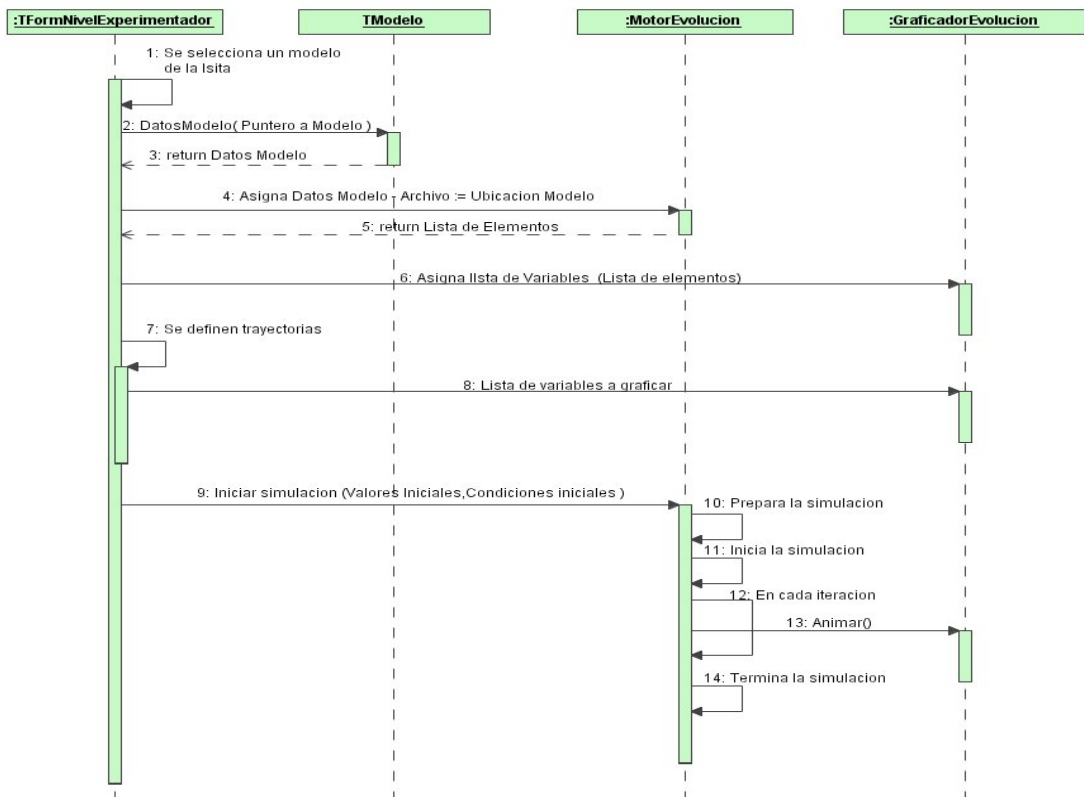 :TFormNivelExperimentador
TModelo
:MotorEvolucion
:GraficadorEvolucion
1: Se selecciona un modelo
de la lsita
2: DatosModelo( Puntero a Modelo )
3: return Datos Modelo
4: Asigna Datos Modelo - Archivo := Ubicacion Modelo
5: return Lista de Elementos
6: Asigna lIsta de Variables (Lista de elementos)
7: Se definen trayectorias
8: Lista de variables a graficar
9: Iniciar simulacion (Valores Iniciales,Condiciones iniciales )
10: Prepara la simulacion
11: Inicia la simulacion
12: En cada iteracion
13: Animar()
14: Termina la simulacion